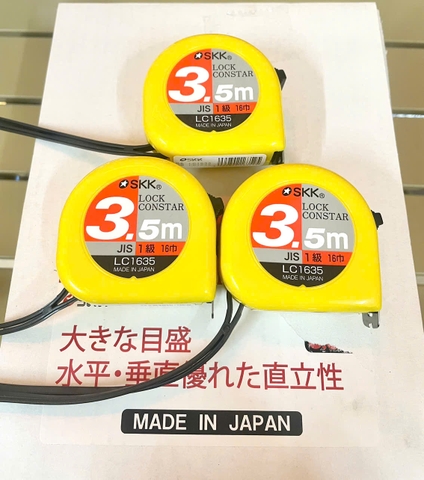 SKK®
LOCK
CONSTAR
3.5m
JIS 1級 16巾
LC1635
MADE IN JAPAN
SKK
SKK®
LOCK
CONSTAR
3.5m
JIS 1級 16巾
LC1635
MADE IN JAPAN
SKK®
LOCK
CONSTAR
3.5m
JIS 1級 16巾
LC1635
MADE IN JAPAN
大きな目盛
水平・垂直優れた直立性
MADE IN JAPAN